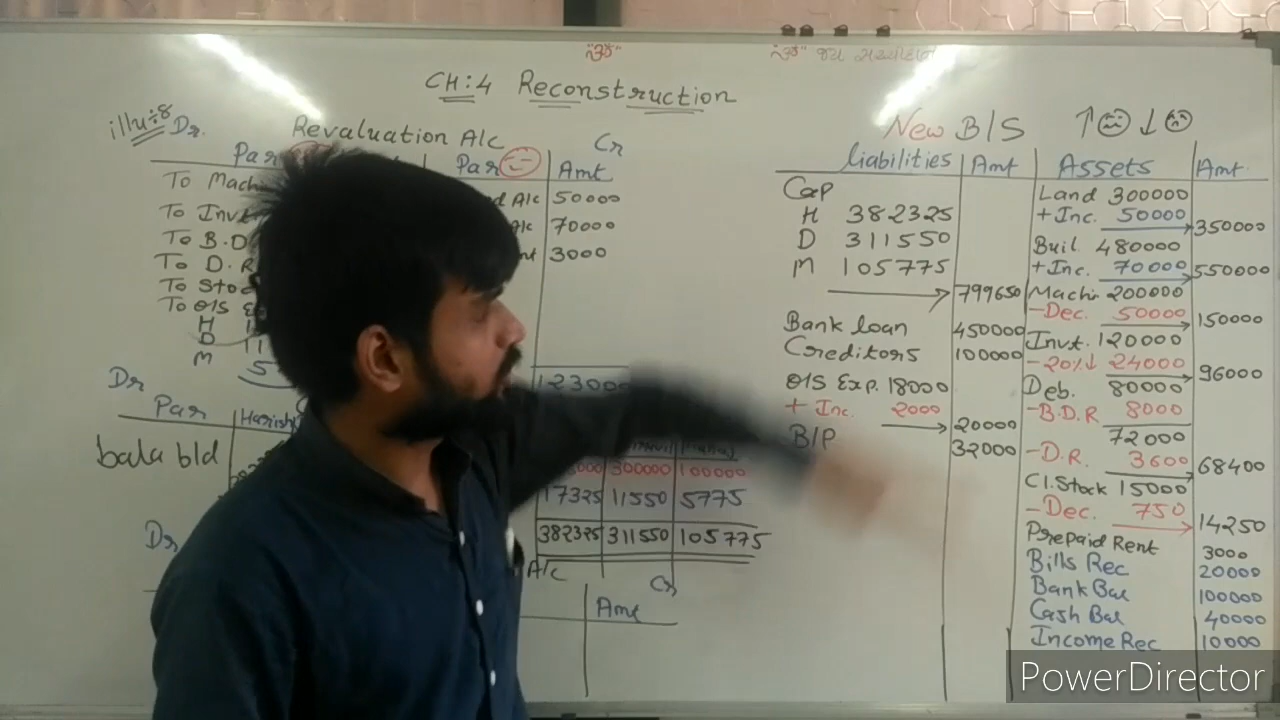 "ૐ"
"ૐ" જય
CH:4 Reconstruction
illu:8
Dr. Revaluation A/c Cr
Par Par Amt
To Mach A/c 50000
To Invt 70000
To B.D 3000
To D.R
To Stoc
To O/S E
H
D 11
M 5
123000
Dr
Par Harish
bala b/d 300000 100000
17325 11550 5775
382325 311550 105775
Dr A/c Cr
Amt
New B/S ↑ ↓
Liabilities Amt Assets Amt
Cap Land 300000
H 382325 + Inc. 50000 350000
D 311550 Buil 480000
M 105775 + Inc. 70000 550000
799650 Machi 200000
- Dec. 50000 150000
Bank loan 450000 Invt. 120000
Creditors 100000 - 20%↓ 24000 96000
O/S Exp. 18000 Deb. 80000
+ Inc. 2000 20000 - B.D.R 8000
B/P 32000 72000
- D.R. 3600 68400
Cl. Stock 15000
- Dec. 750 14250
Prepaid Rent 3000
Bills Rec 20000
Bank Bal 100000
Cash Bal 40000
Income Rec 10000
PowerDirector